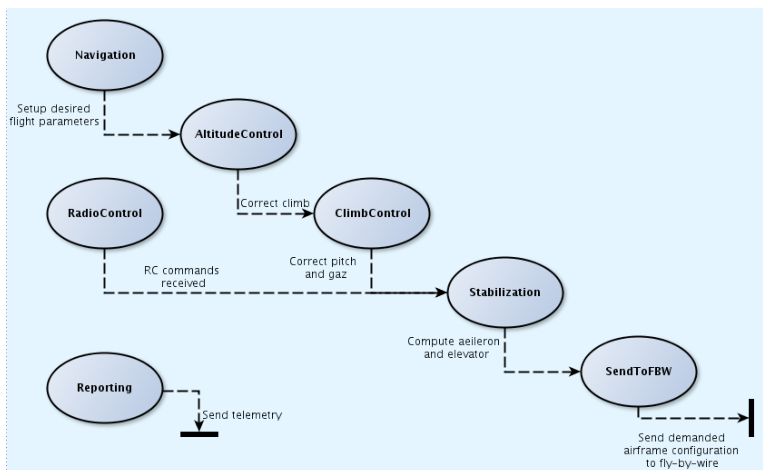 Navigation
Setup desired
flight parameters
AltitudeControl
Correct climb
RadioControl
ClimbControl
RC commands
received
Correct pitch
and gaz
Stabilization
Compute aeileron
and elevator
SendToFBW
Reporting
Send telemetry
Send demanded
airframe configuration
to fly-by-wire